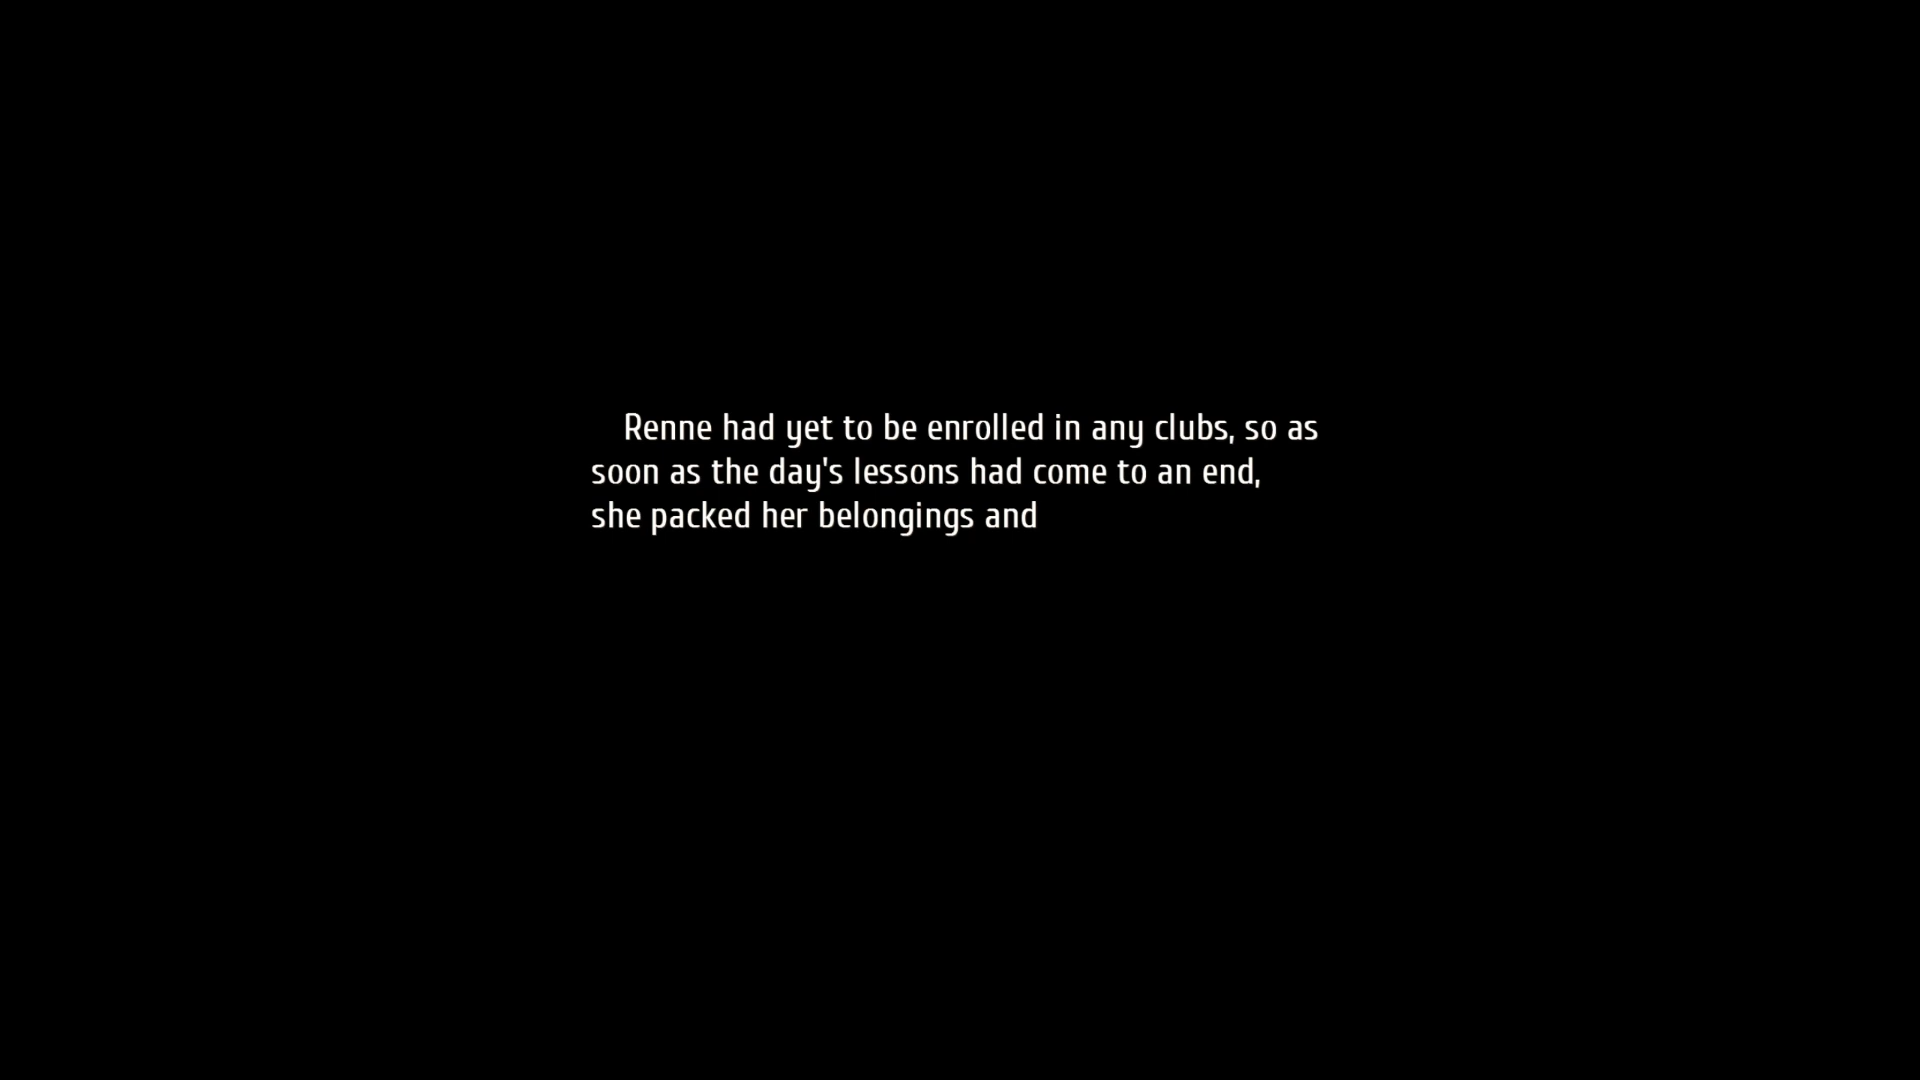 Renne had yet to be enrolled in any clubs, so as
soon as the day's lessons had come to an end,
she packed her belongings and